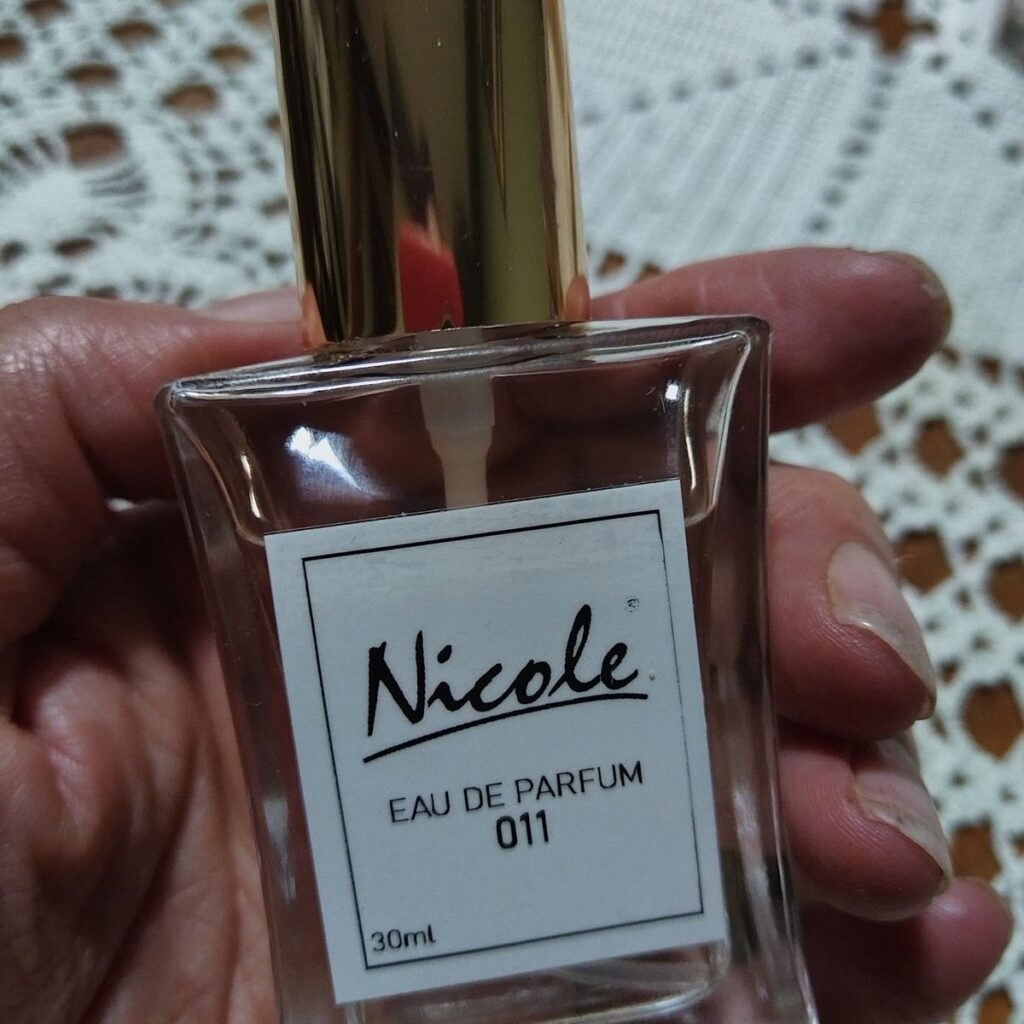 Nicole®
EAU DE PARFUM
011
30ml